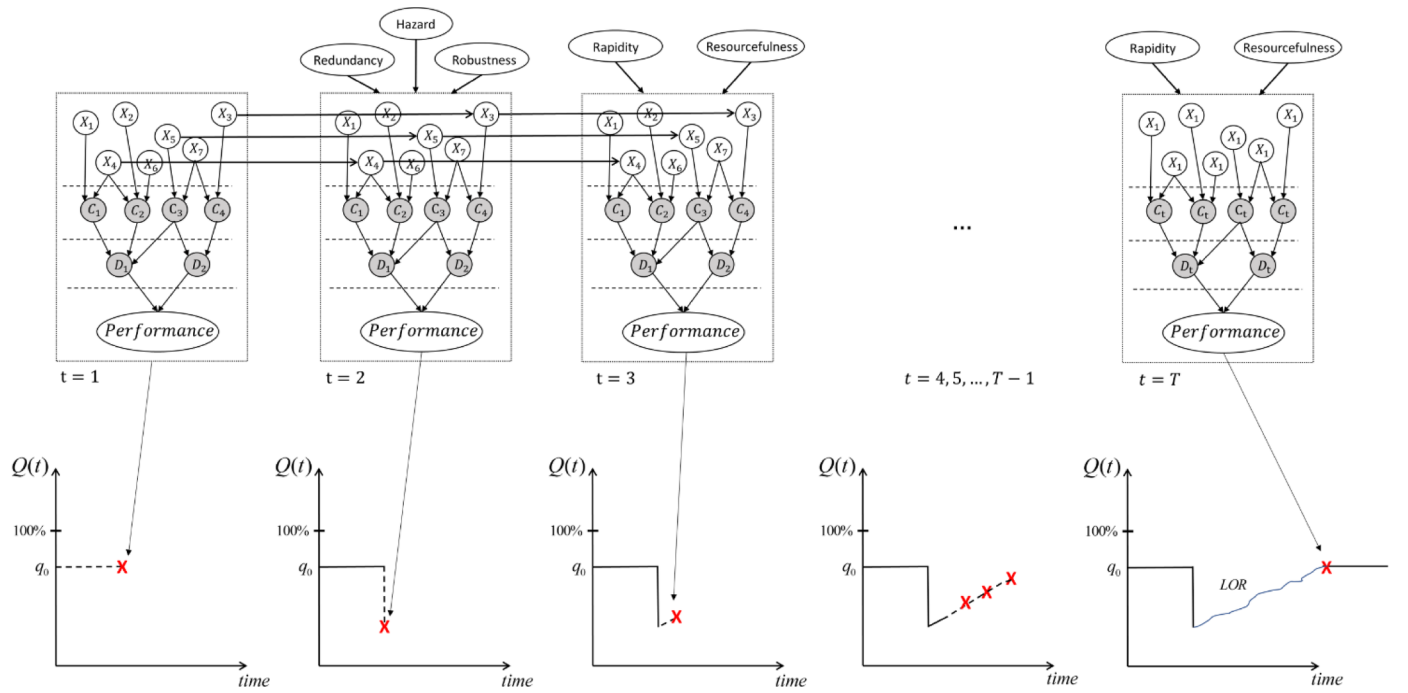 Hazard
Redundancy Robustness Rapidity Resourcefulness Rapidity Resourcefulness
X1 X2 X3 X4 X5 X6 X7
C1 C2 C3 C4
D1 D2
Performance
t = 1
X1 X2 X3 X4 X5 X6 X7
C1 C2 C3 C4
D1 D2
Performance
t = 2
X1 X2 X3 X4 X5 X6 X7
C1 C2 C3 C4
D1 D2
Performance
t = 3
...
t = 4,5, ..., T − 1
X1 X1 X1 X1 X1 X1 X1
Ct Ct Ct Ct
Dt Dt
Performance
t = T
Q(t)
100%
q0
X
time
Q(t)
100%
q0
X
time
Q(t)
100%
q0
X
time
Q(t)
100%
q0
X X X
time
Q(t)
100%
q0
LOR
X
time